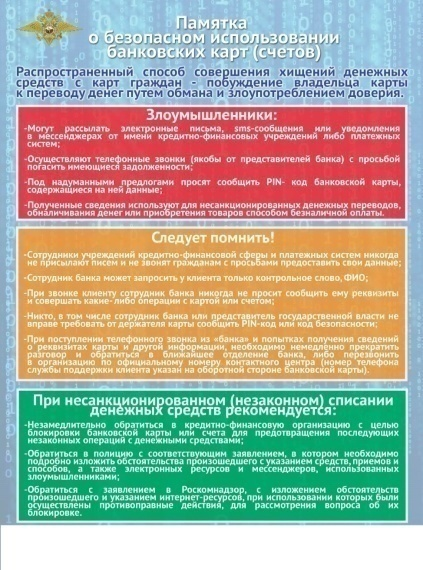 Памятка
о безопасном использовании
банковских карт (счетов)
Распространенный способ совершения хищений денежных
средств с карт граждан - побуждение владельца карты
к переводу денег путем обмана и злоупотреблением доверия.
Злоумышленники:
-Могут рассылать электронные письма, sms-сообщения или уведомления
в мессенджерах от имени кредитно-финансовых учреждений либо платежных
систем;
-Осуществляют телефонные звонки (якобы от представителей банка) с просьбой
погасить имеющиеся задолженности;
-Под надуманными предлогами просят сообщить PIN- код банковской карты,
содержащиеся на ней данные;
-Полученные сведения используют для несанкционированных денежных переводов,
обналичивания денег или приобретения товаров способом безналичной оплаты.
Следует помнить!
-Сотрудники учреждений кредитно-финансовой сферы и платежных систем никогда
не присылают писем и не звонят гражданам с просьбами предоставить свои данные;
-Сотрудник банка может запросить у клиента только контрольное слово, ФИО;
-При звонке клиенту сотрудник банка никогда не просит сообщить ему реквизиты
и совершать какие- либо операции с картой или счетом;
-Никто, в том числе сотрудник банка или представитель государственной власти не
вправе требовать от держателя карты сообщить PIN-код или код безопасности;
-При поступлении телефонного звонка из «банка» и попытках получения сведений
о реквизитах карты и другой информации, необходимо немедленно прекратить
разговор и обратиться в ближайшее отделение банка, либо перезвонить
в организацию по официальному номеру контактного центра (номер телефона
службы поддержки клиента указан на оборотной стороне банковской карты).
При несанкционированном (незаконном) списании
денежных средств рекомендуется:
-Незамедлительно обратиться в кредитно-финансовую организацию с целью
блокировки банковской карты или счета для предотвращения последующих
незаконных операций с денежными средствами;
-Обратиться в полицию с соответствующим заявлением, в котором необходимо
подробно изложить обстоятельства произошедшего с указанием средств, приемов и
способов, а также электронных ресурсов и мессенджеров, использованных
злоумышленниками;
-Обратиться с заявлением в Роскомнадзор, с изложением обстоятельств
произошедшего и указанием интернет-ресурсов, при использовании которых были
осуществлены противоправные действия, для рассмотрения вопроса об их
блокировке.